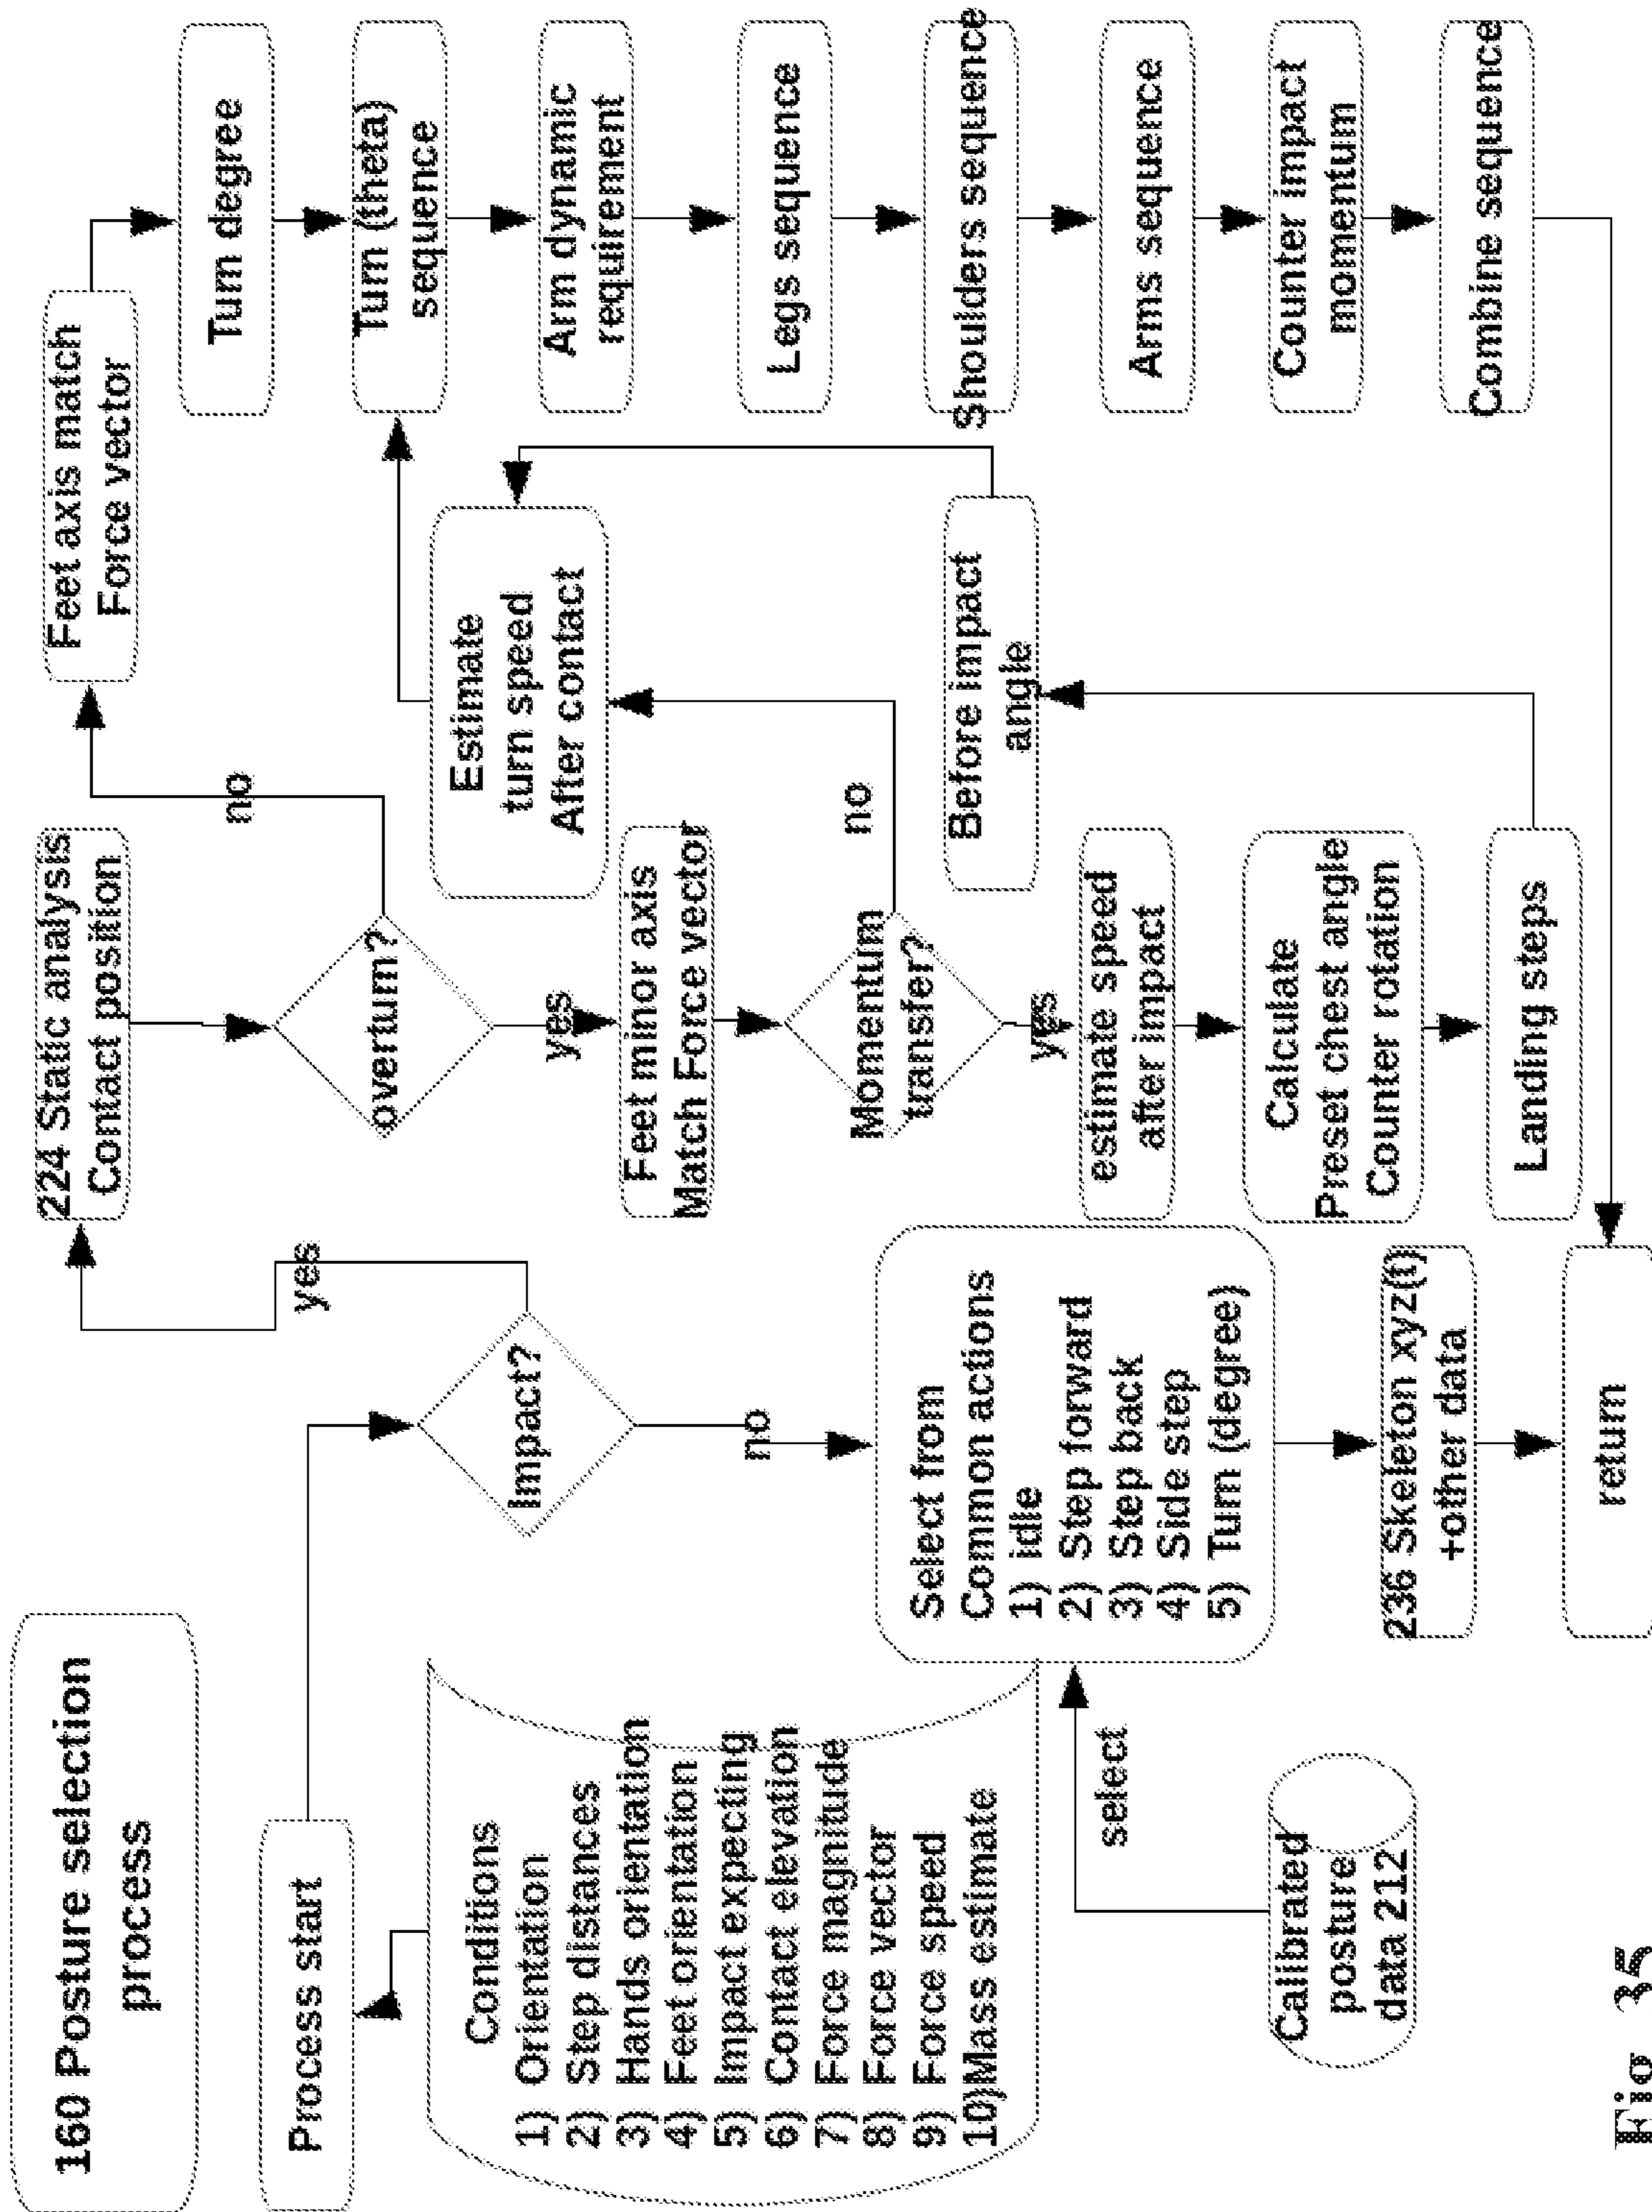 160 Posture selection
process
Process start
Conditions
1) Orientation
2) Step distances
3) Hands orientation
4) Feet orientation
5) Impact expecting
6) Contact elevation
7) Force magnitude
8) Force vector
9) Force speed
10)Mass estimate
Calibrated
posture
data 212
select
Impact?
yes
no
Select from
Common actions
1) idle
2) Step forward
3) Step back
4) Side step
5) Turn (degree)
236 Skeleton xyz(t)
+other data
return
224 Static analysis
Contact position
overturn?
no
yes
Feet minor axis
Match Force vector
Momentum
transfer?
no
yes
estimate speed
after impact
Calculate
Preset chest angle
Counter rotation
Landing steps
Estimate
turn speed
After contact
Before impact
angle
Feet axis match
Force vector
Turn degree
Turn (theta)
sequence
Arm dynamic
requirement
Legs sequence
Shoulders sequence
Arms sequence
Counter impact
momentum
Combine sequence
Fig. 35